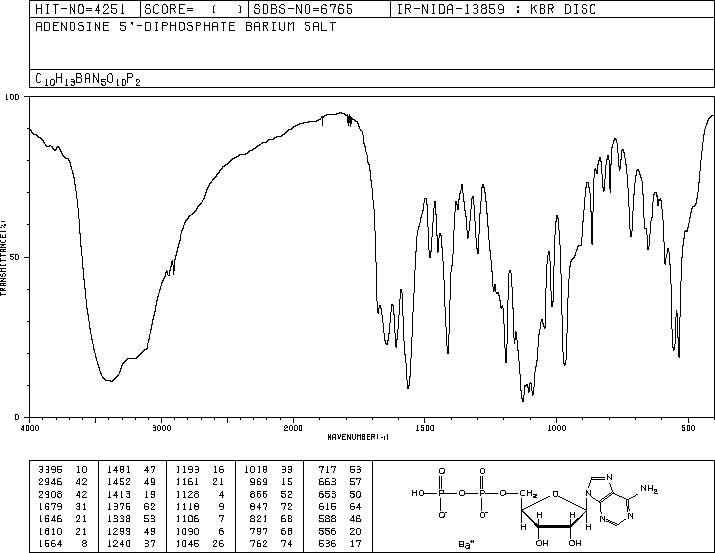 HIT-NO=4251 SCORE= ( ) SDBS-NO=6765 IR-NIDA-13859 : KBR DISC
ADENOSINE 5'-DIPHOSPHATE BARIUM SALT
C10H13BAN5O10P2
100
50
0
TRANSMITTANCE(%)
4000 3000 2000 1500 1000 500
WAVENUMBER(-1)
3395 10 1481 47 1193 16 1018 33 717 53
2946 42 1452 49 1161 21 969 15 663 57
2908 42 1413 19 1128 4 866 52 653 50
1679 31 1376 62 1118 9 847 72 615 64
1646 21 1338 53 1106 7 821 68 588 46
1610 21 1299 49 1090 6 797 68 556 20
1564 8 1240 37 1045 26 762 74 536 17
O O
HO P O P O CH2 O N N NH2
O- O- H H H H N N
OH OH
Ba++